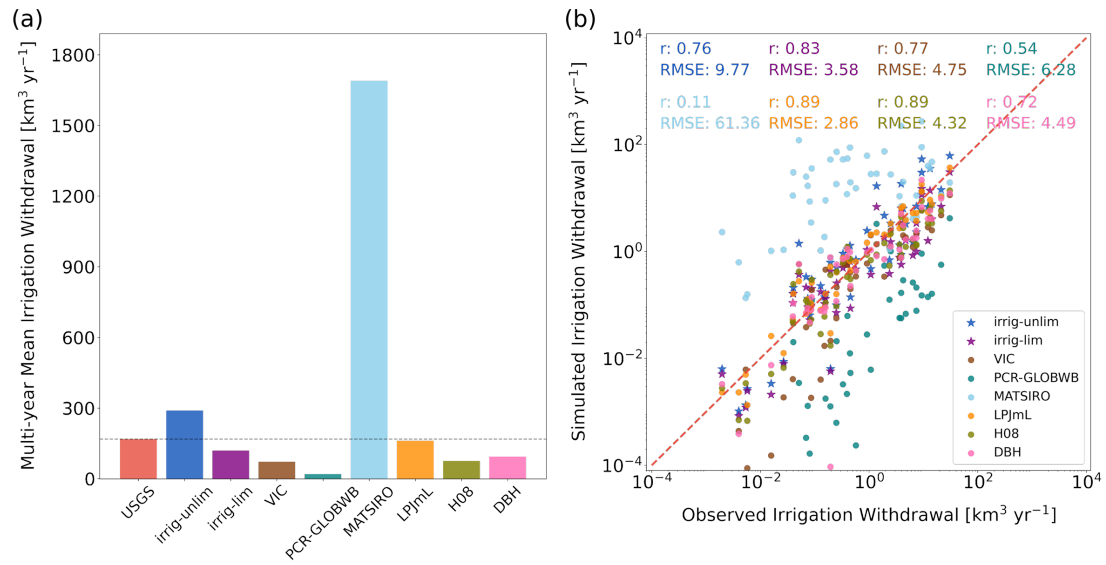 (a)
Multi-year Mean Irrigation Withdrawal [km³ yr⁻¹]
1800
1500
1200
900
600
300
0
USGS
irrig-unlim
irrig-lim
VIC
PCR-GLOBWB
MATSIRO
LPJmL
H08
DBH
(b)
Simulated Irrigation Withdrawal [km³ yr⁻¹]
10⁴
10²
10⁰
10⁻²
10⁻⁴
r: 0.76 r: 0.83 r: 0.77 r: 0.54
RMSE: 9.77 RMSE: 3.58 RMSE: 4.75 RMSE: 6.28
r: 0.11 r: 0.89 r: 0.89 r: 0.72
RMSE: 61.36 RMSE: 2.86 RMSE: 4.32 RMSE: 4.49
irrig-unlim
irrig-lim
VIC
PCR-GLOBWB
MATSIRO
LPJmL
H08
DBH
10⁻⁴ 10⁻² 10⁰ 10² 10⁴
Observed Irrigation Withdrawal [km³ yr⁻¹]